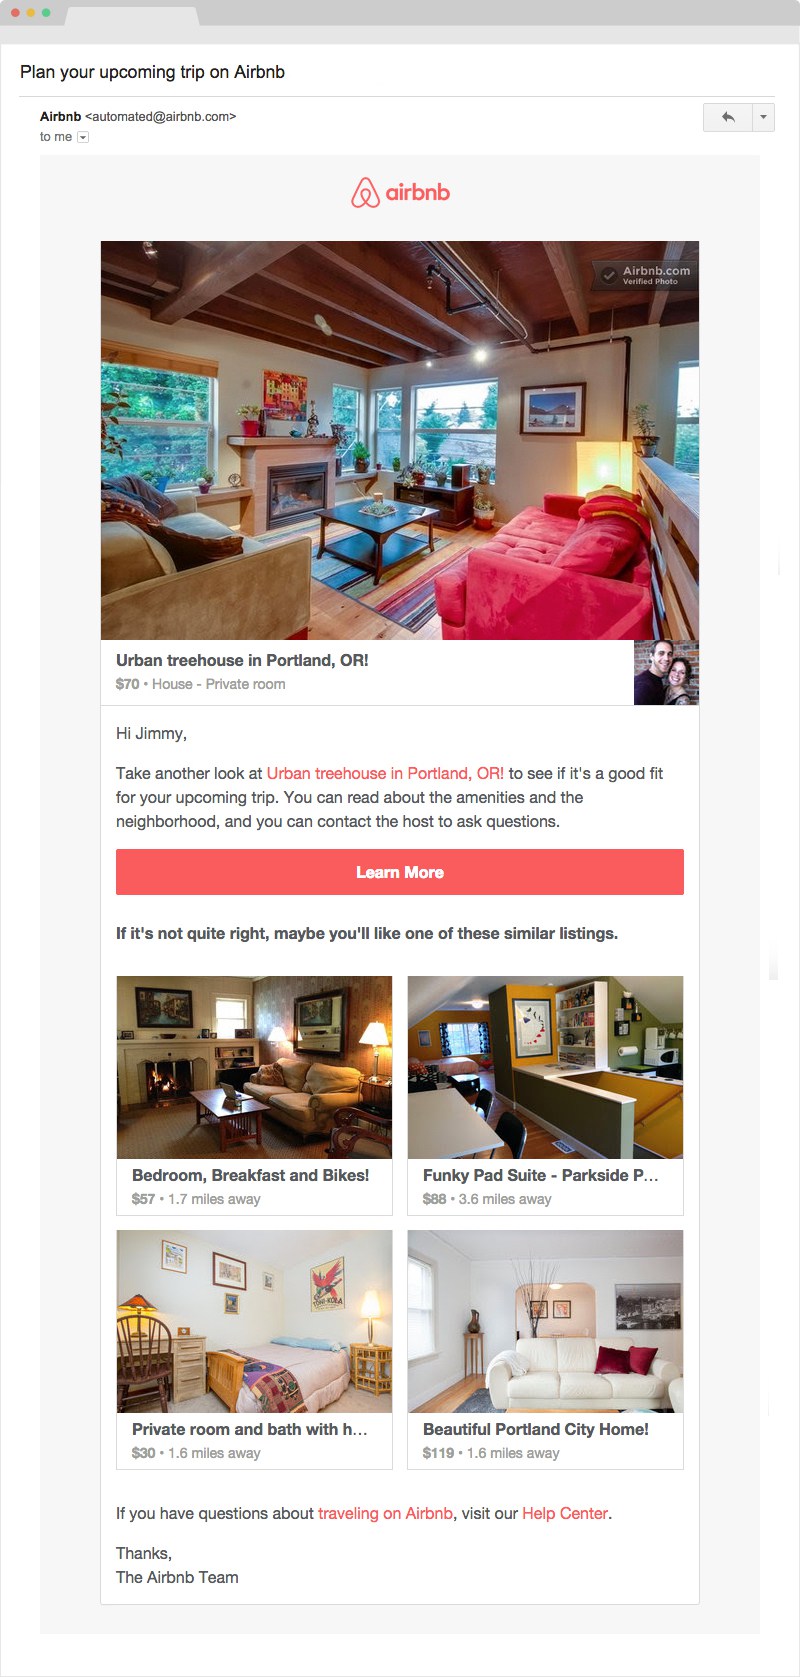 Plan your upcoming trip on Airbnb
Airbnb <automated@airbnb.com>
to me
airbnb
Airbnb.com
Verified Photo
Urban treehouse in Portland, OR!
$70 • House - Private room
Hi Jimmy,
Take another look at Urban treehouse in Portland, OR! to see if it's a good fit
for your upcoming trip. You can read about the amenities and the
neighborhood, and you can contact the host to ask questions.
Learn More
If it's not quite right, maybe you'll like one of these similar listings.
Bedroom, Breakfast and Bikes!
$57 • 1.7 miles away
Funky Pad Suite - Parkside P...
$88 • 3.6 miles away
Private room and bath with h...
$30 • 1.6 miles away
Beautiful Portland City Home!
$119 • 1.6 miles away
If you have questions about traveling on Airbnb, visit our Help Center.
Thanks,
The Airbnb Team